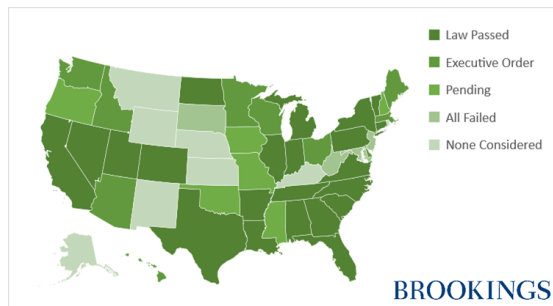 Law Passed
Executive Order
Pending
All Failed
None Considered
BROOKINGS